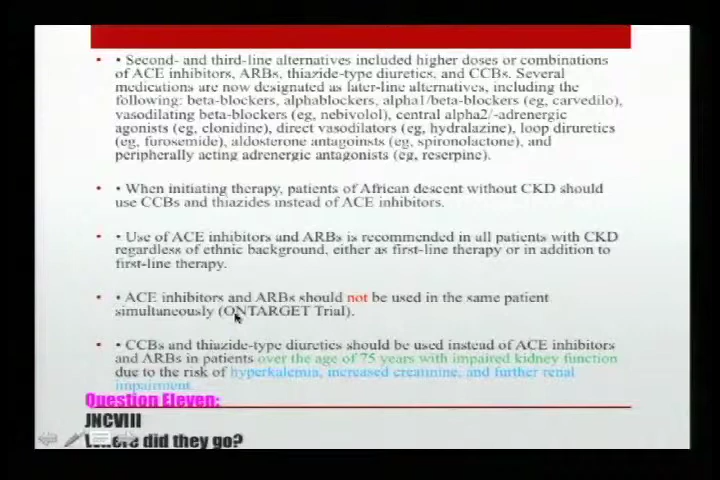 • • Second- and third-line alternatives included higher doses or combinations
of ACE inhibitors, ARBs, thiazide-type diuretics, and CCBs. Several
medications are now designated as later-line alternatives, including the
following: beta-blockers, alphablockers, alpha1/beta-blockers (eg, carvedilo),
vasodilating beta-blockers (eg, nebivolol), central alpha2/-adrenergic
agonists (eg, clonidine), direct vasodilators (eg, hydralazine), loop diruretics
(eg, furosemide), aldosterone antagoinsts (eg, spironolactone), and
peripherally acting adrenergic antagonists (eg, reserpine).
• • When initiating therapy, patients of African descent without CKD should
use CCBs and thiazides instead of ACE inhibitors.
• • Use of ACE inhibitors and ARBs is recommended in all patients with CKD
regardless of ethnic background, either as first-line therapy or in addition to
first-line therapy.
• • ACE inhibitors and ARBs should not be used in the same patient
simultaneously (ONTARGET Trial).
• • CCBs and thiazide-type diuretics should be used instead of ACE inhibitors
and ARBs in patients over the age of 75 years with impaired kidney function
due to the risk of hyperkalemia, increased creatinine, and further renal
impairment.
Question Eleven:
JNCVIII
Where did they go?